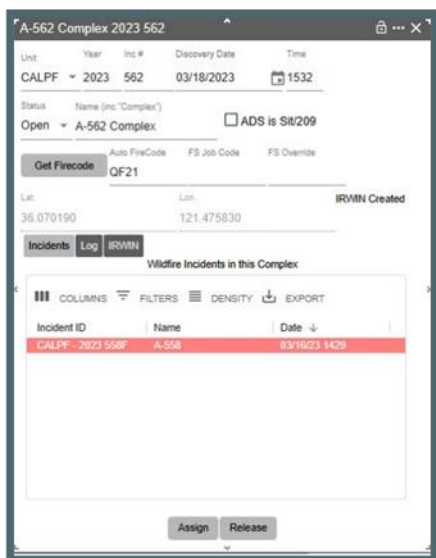 A-562 Complex 2023 562
Unit Year Inc # Discovery Date Time
CALPF 2023 562 03/18/2023 1532
Status Name (inc."Complex")
Open A-562 Complex ADS is Sit/209
Get Firecode Auto FireCode FS Job Code FS Override
QF21
Lat. Lon. IRWIN Created
36.070190 121.475830
Incidents Log IRWIN
Wildfire Incidents in this Complex
COLUMNS FILTERS DENSITY EXPORT
Incident ID Name Date
CALPF - 2023 558F A-558 03/16/23 1429
Assign Release